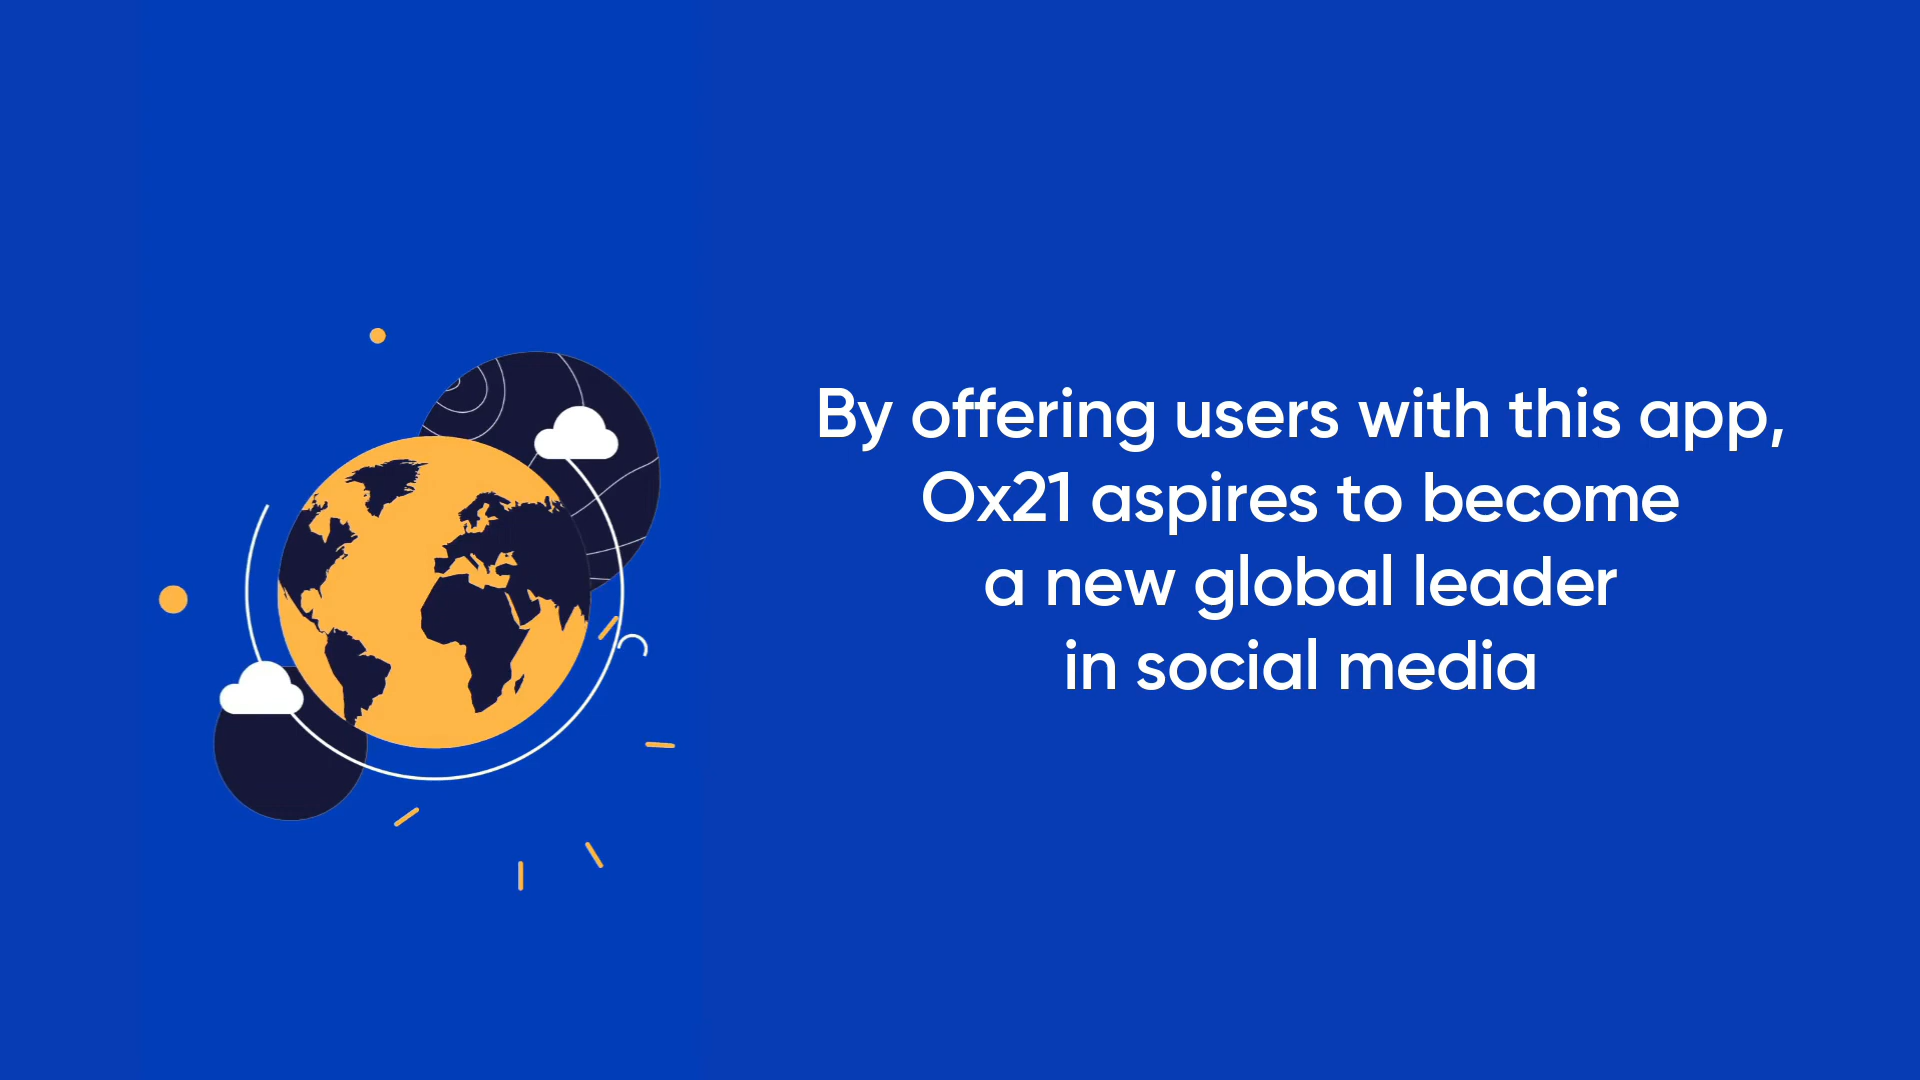 By offering users with this app,
Ox21 aspires to become
a new global leader
in social media